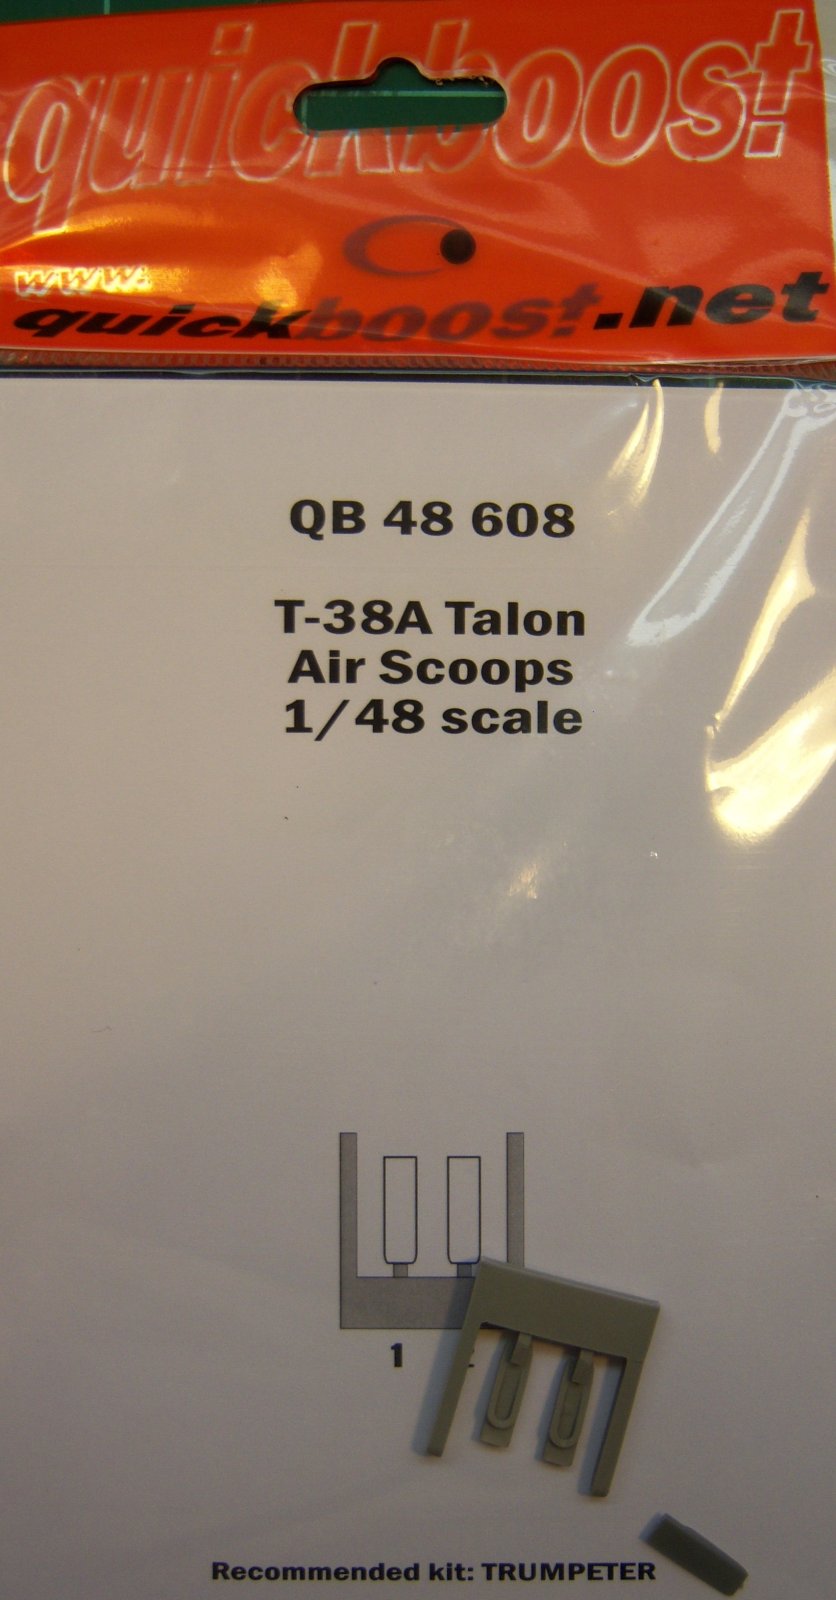 quickboost
www.
quickboost.net
QB 48 608
T-38A Talon
Air Scoops
1/48 scale
1
Recommended kit: TRUMPETER